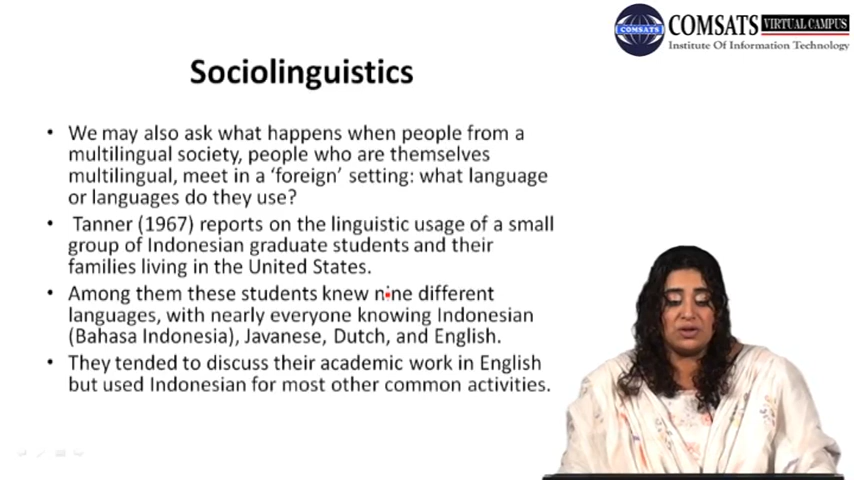 COMSATS VIRTUAL CAMPUS
COMSATS
Institute Of Information Technology
Sociolinguistics
• We may also ask what happens when people from a
multilingual society, people who are themselves
multilingual, meet in a ‘foreign’ setting: what language
or languages do they use?
• Tanner (1967) reports on the linguistic usage of a small
group of Indonesian graduate students and their
families living in the United States.
• Among them these students knew nine different
languages, with nearly everyone knowing Indonesian
(Bahasa Indonesia), Javanese, Dutch, and English.
• They tended to discuss their academic work in English
but used Indonesian for most other common activities.